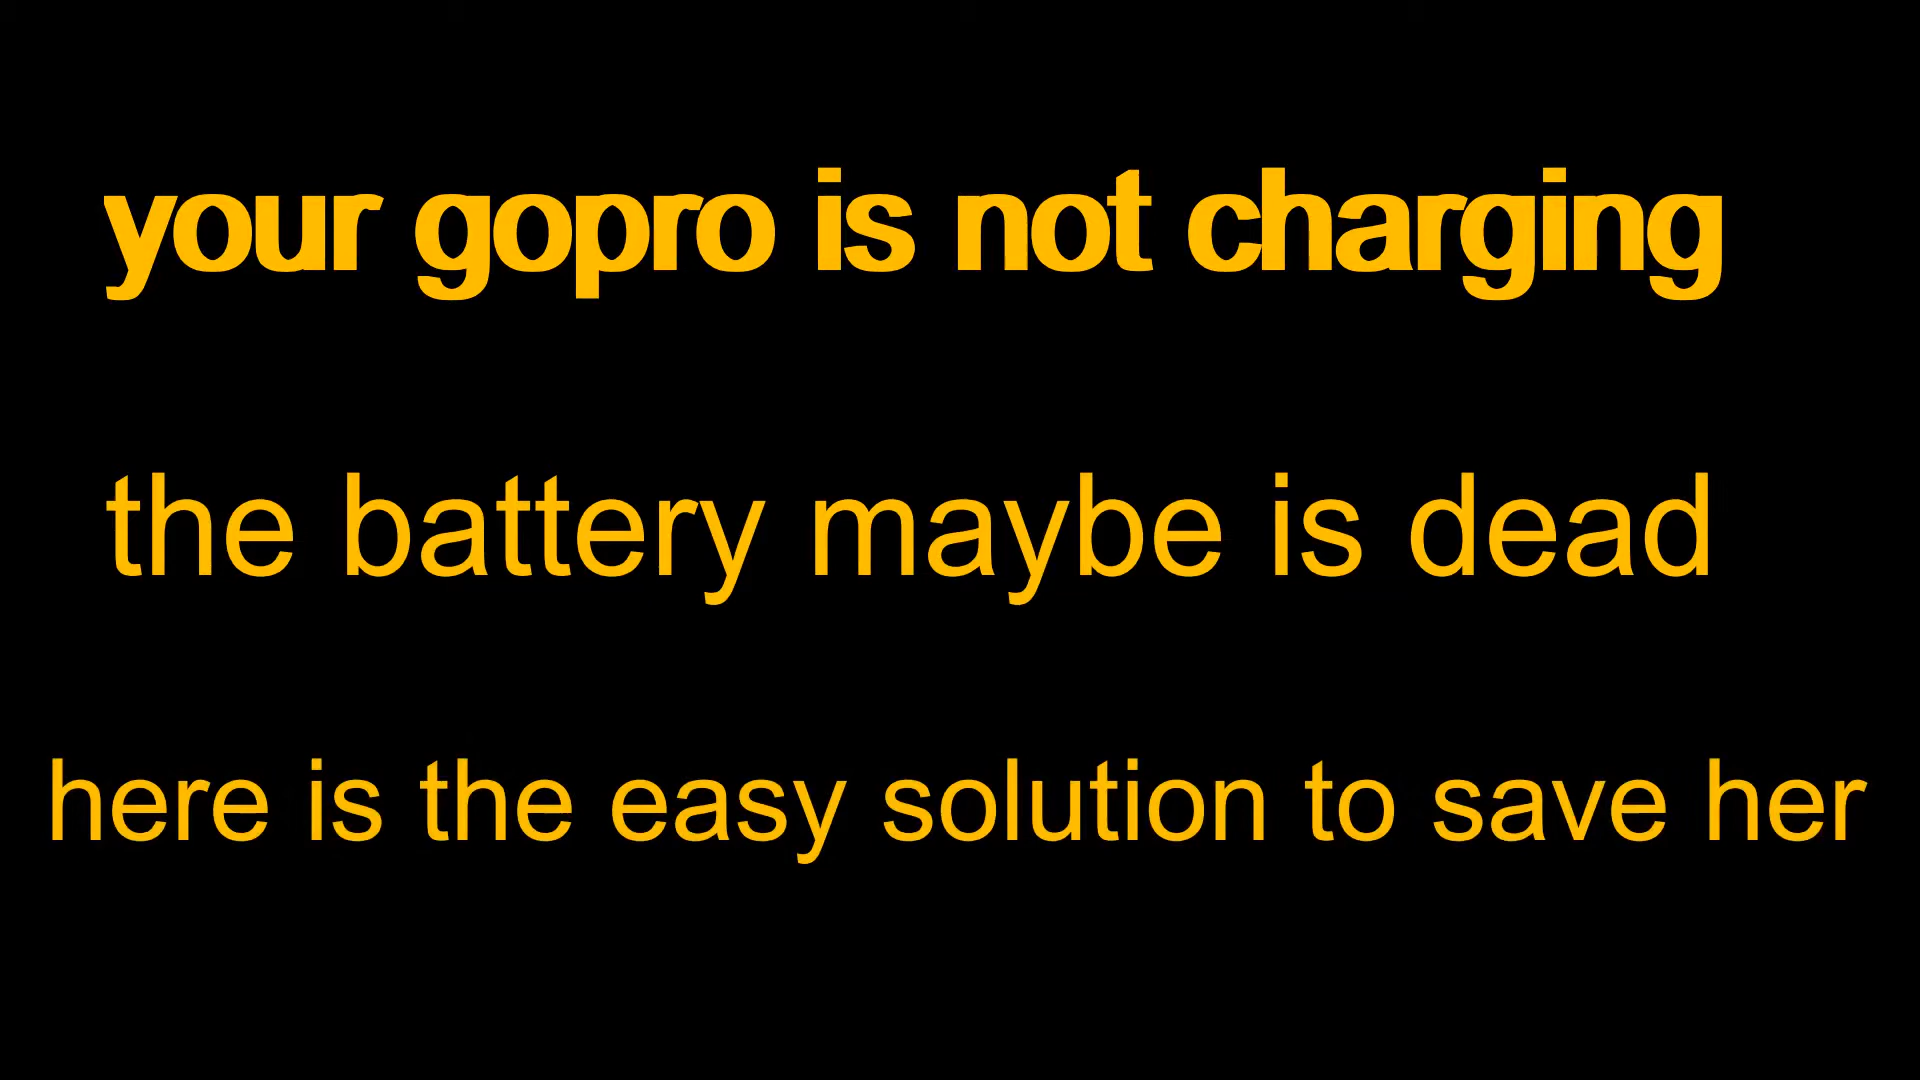 your gopro is not charging
the battery maybe is dead
here is the easy solution to save her